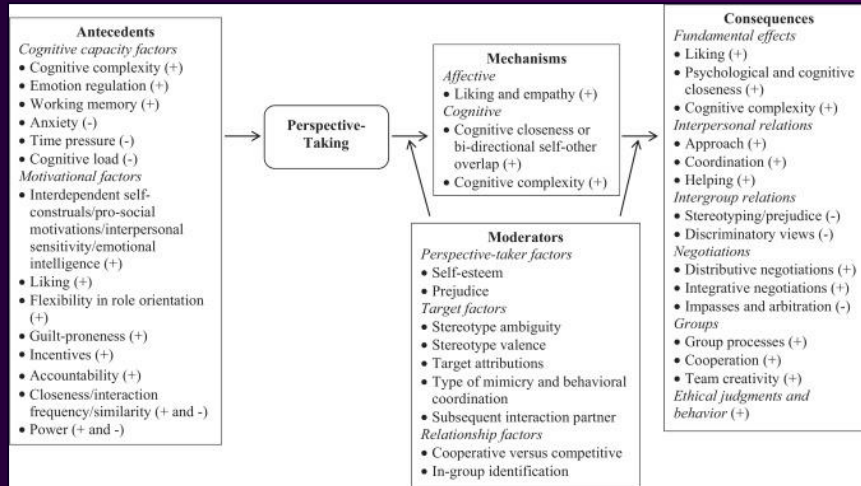 Antecedents
Cognitive capacity factors
• Cognitive complexity (+)
• Emotion regulation (+)
• Working memory (+)
• Anxiety (-)
• Time pressure (-)
• Cognitive load (-)
Motivational factors
• Interdependent self-
construals/pro-social
motivations/interpersonal
sensitivity/emotional
intelligence (+)
• Liking (+)
• Flexibility in role orientation
(+)
• Guilt-proneness (+)
• Incentives (+)
• Accountability (+)
• Closeness/interaction
frequency/similarity (+ and -)
• Power (+ and -)
Perspective-
Taking
Mechanisms
Affective
• Liking and empathy (+)
Cognitive
• Cognitive closeness or
bi-directional self-other
overlap (+)
• Cognitive complexity (+)
Moderators
Perspective-taker factors
• Self-esteem
• Prejudice
Target factors
• Stereotype ambiguity
• Stereotype valence
• Target attributions
• Type of mimicry and behavioral
coordination
• Subsequent interaction partner
Relationship factors
• Cooperative versus competitive
• In-group identification
Consequences
Fundamental effects
• Liking (+)
• Psychological and cognitive
closeness (+)
• Cognitive complexity (+)
Interpersonal relations
• Approach (+)
• Coordination (+)
• Helping (+)
Intergroup relations
• Stereotyping/prejudice (-)
• Discriminatory views (-)
Negotiations
• Distributive negotiations (+)
• Integrative negotiations (+)
• Impasses and arbitration (-)
Groups
• Group processes (+)
• Cooperation (+)
• Team creativity (+)
Ethical judgments and
behavior (+)